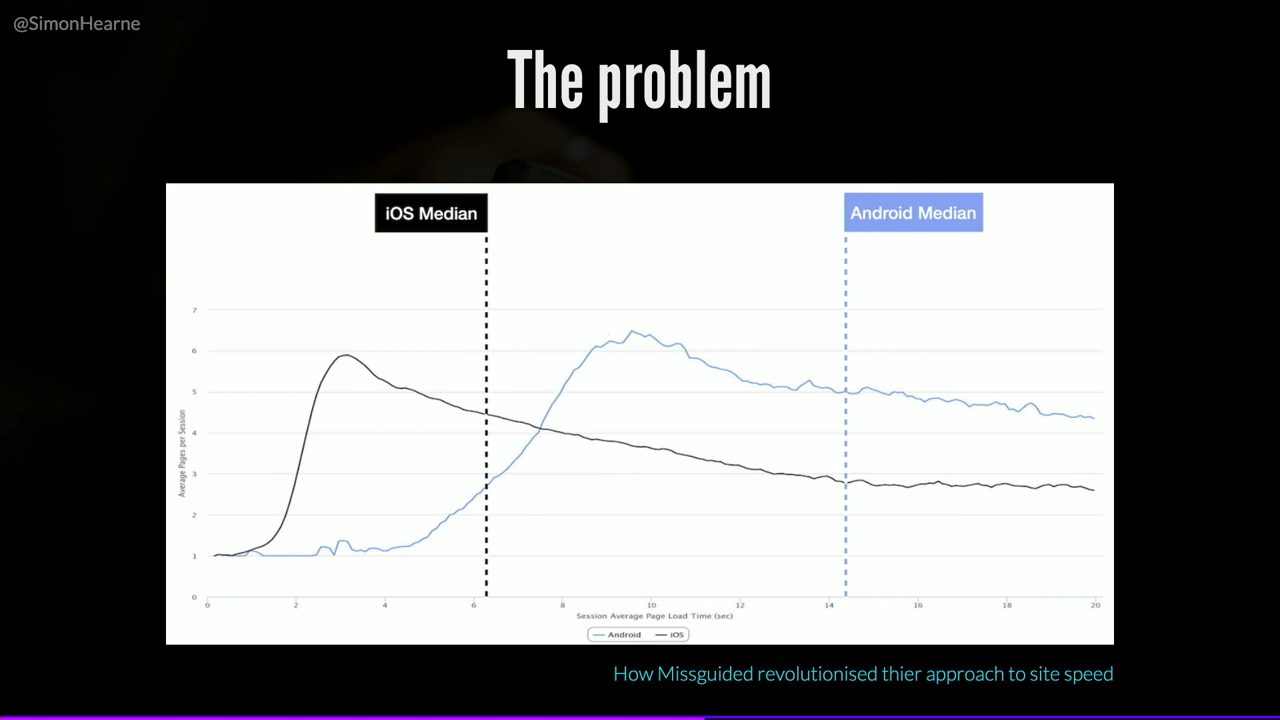 @SimonHearne
The problem
iOS Median
Android Median
7
6
5
4
3
2
1
0
Average Pages per Session
0 2 4 6 8 10 12 14 16 18 20
Session Average Page Load Time (sec)
Android iOS
How Missguided revolutionised thier approach to site speed